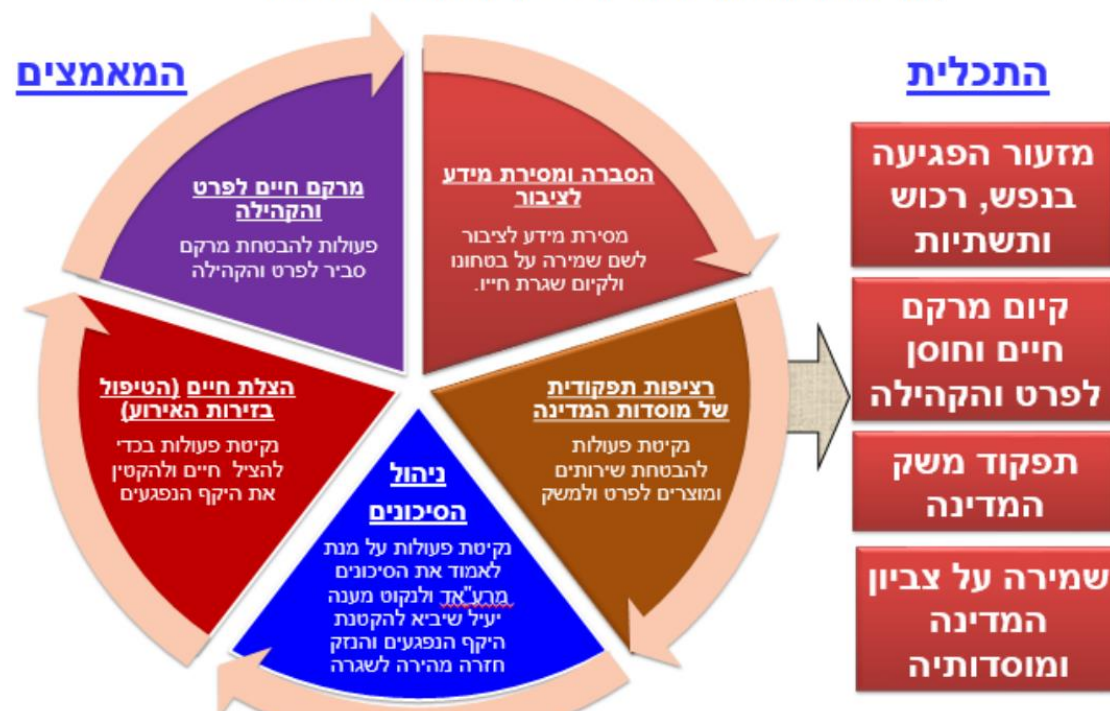 התכלית
המאמצים
הסברה ומסירת מידע
לציבור
מסירת מידע לציבור
לשם שמירה על בטחונו
ולקיום שגרת חייו.
רציפות תפקודית
של מוסדות המדינה
נקיטת פעולות
להבטחת שירותים
ומוצרים לפרט ולמשק
ניהול
הסיכונים
נקיטת פעולות על מנת
לאמוד את הסיכונים
מרע"אד ולנקוט מענה
יעיל שיביא להקטנת
היקף הנפגעים והנזק
חזרה מהירה לשגרה
הצלת חיים (הטיפול
בזירות האירוע)
נקיטת פעולות בכדי
להציל חיים ולהקטין
את היקף הנפגעים
מרקם חיים לפרט
והקהילה
פעולות להבטחת מרקם
סביר לפרט והקהילה
מזעור הפגיעה
בנפש, רכוש
ותשתיות
קיום מרקם
חיים וחוסן
לפרט והקהילה
תפקוד משק
המדינה
שמירה על צביון
המדינה
ומוסדותיה